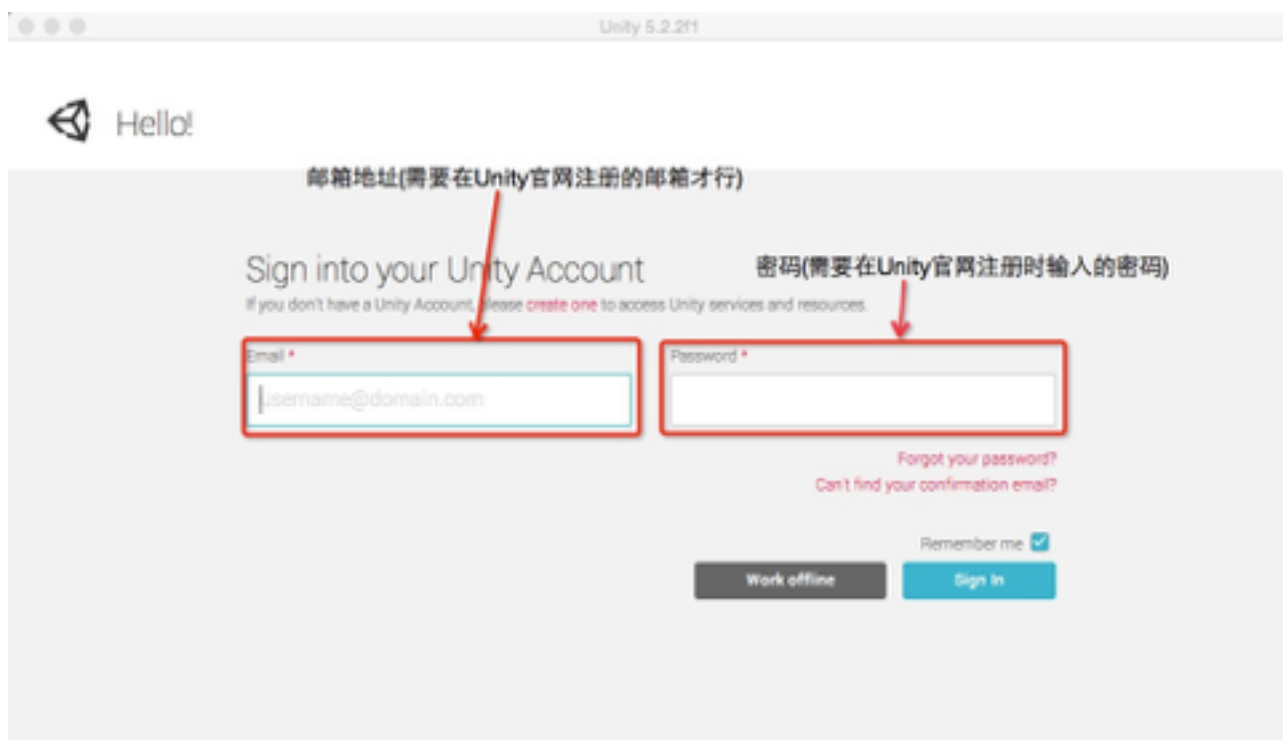 Unity 5.2.2f1
Hello!
邮箱地址(需要在Unity官网注册的邮箱才行)
Sign into your Unity Account
密码(需要在Unity官网注册时输入的密码)
If you don't have a Unity Account, please create one to access Unity services and resources.
Email *
Password *
username@domain.com
Forgot your password?
Can't find your confirmation email?
Remember me
Work offline
Sign In